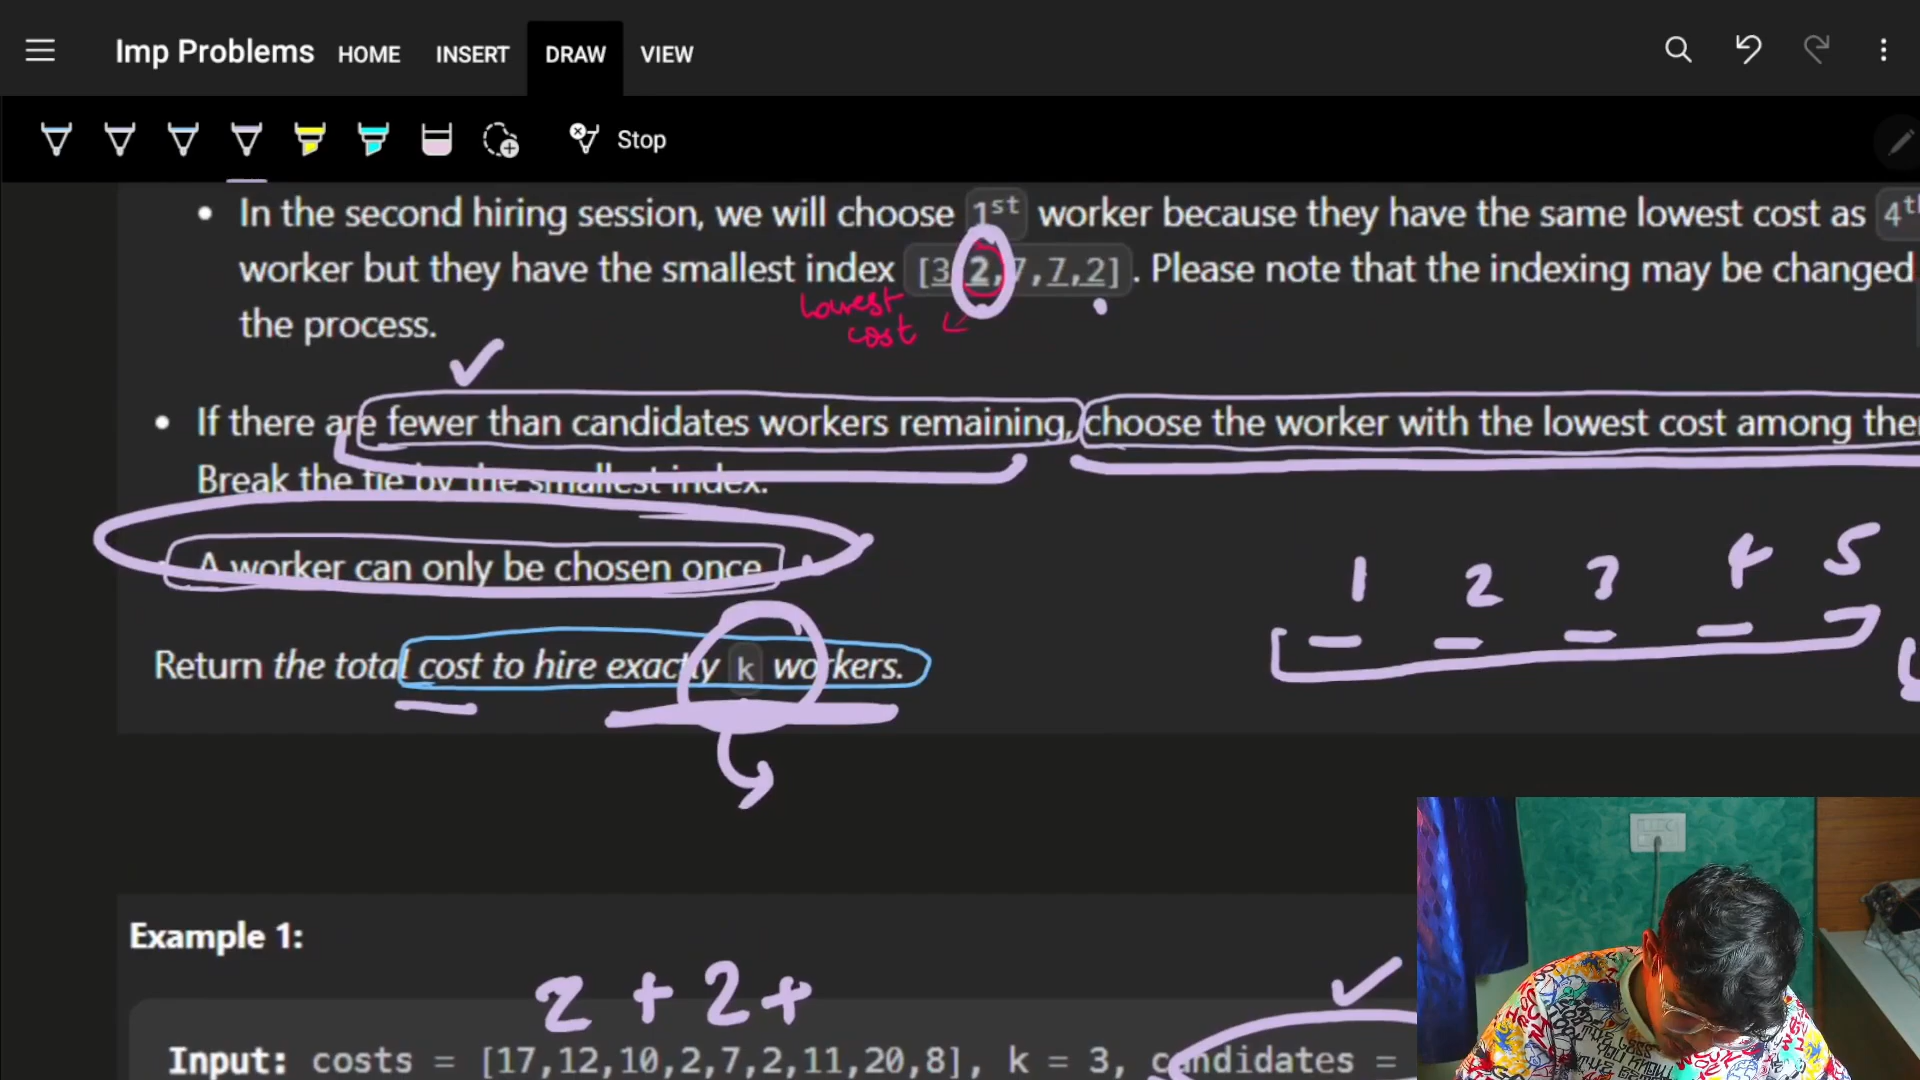 Imp Problems HOME INSERT DRAW VIEW
Stop
In the second hiring session, we will choose 1st worker because they have the same lowest cost as 4th
worker but they have the smallest index [3,2,7,7,2]. Please note that the indexing may be changed
lowest
cost
the process.
If there are fewer than candidates workers remaining, choose the worker with the lowest cost among
Break the tie by the smallest index.
1 2 3 4 5
A worker can only be chosen once.
Return the total cost to hire exactly k workers.
Example 1:
2 + 2 +
Input: costs = [17,12,10,2,7,2,11,20,8], k = 3, candidates =